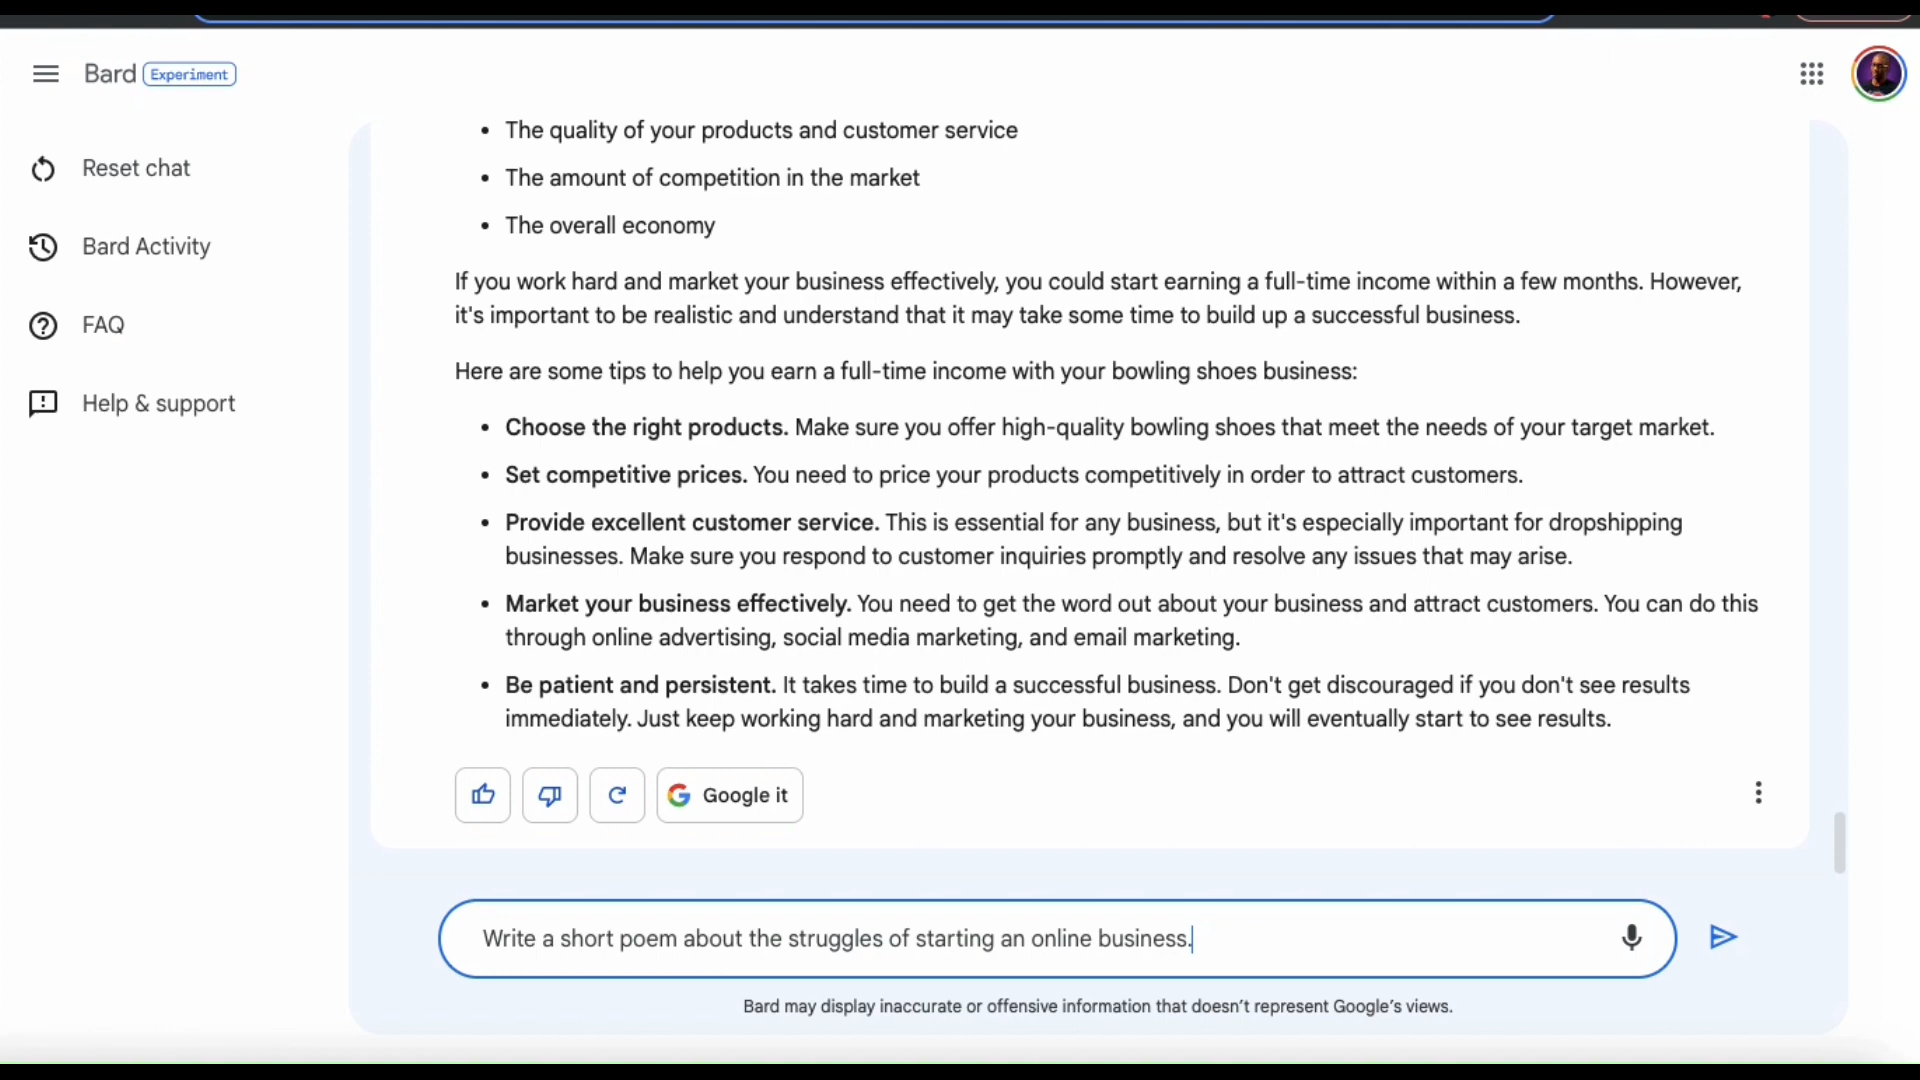 Bard Experiment
Reset chat
Bard Activity
FAQ
Help & support
• The quality of your products and customer service
• The amount of competition in the market
• The overall economy
If you work hard and market your business effectively, you could start earning a full-time income within a few months. However,
it's important to be realistic and understand that it may take some time to build up a successful business.
Here are some tips to help you earn a full-time income with your bowling shoes business:
• Choose the right products. Make sure you offer high-quality bowling shoes that meet the needs of your target market.
• Set competitive prices. You need to price your products competitively in order to attract customers.
• Provide excellent customer service. This is essential for any business, but it's especially important for dropshipping
businesses. Make sure you respond to customer inquiries promptly and resolve any issues that may arise.
• Market your business effectively. You need to get the word out about your business and attract customers. You can do this
through online advertising, social media marketing, and email marketing.
• Be patient and persistent. It takes time to build a successful business. Don't get discouraged if you don't see results
immediately. Just keep working hard and marketing your business, and you will eventually start to see results.
Google it
Write a short poem about the struggles of starting an online business.
Bard may display inaccurate or offensive information that doesn't represent Google's views.